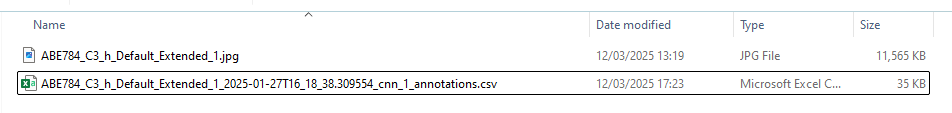 Name Date modified Type Size
ABE784_C3_h_Default_Extended_1.jpg 12/03/2025 13:19 JPG File 11,565 KB
ABE784_C3_h_Default_Extended_1_2025-01-27T16_18_38.309554_cnn_1_annotations.csv 12/03/2025 17:23 Microsoft Excel C... 35 KB